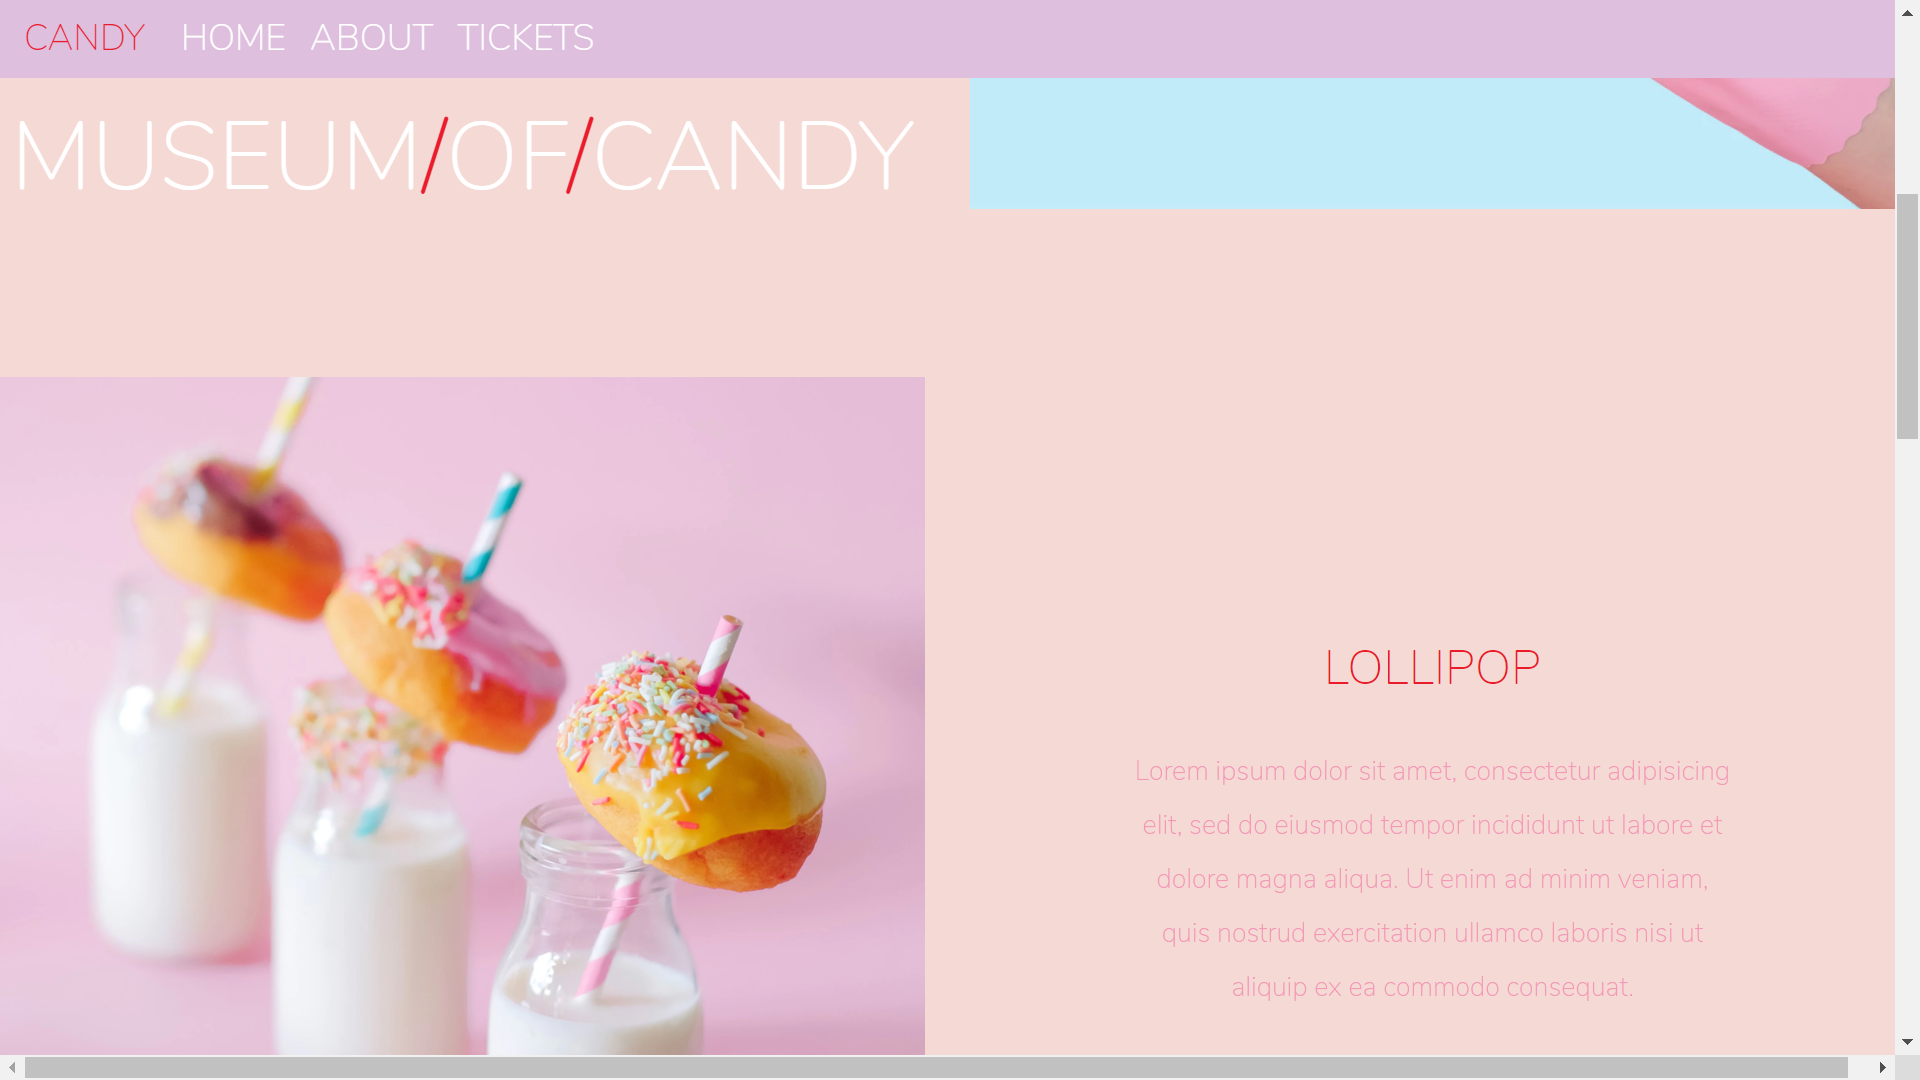 CANDY HOME ABOUT TICKETS
MUSEUM/OF/CANDY
LOLLIPOP
Lorem ipsum dolor sit amet, consectetur adipisicing
elit, sed do eiusmod tempor incididunt ut labore et
dolore magna aliqua. Ut enim ad minim veniam,
quis nostrud exercitation ullamco laboris nisi ut
aliquip ex ea commodo consequat.